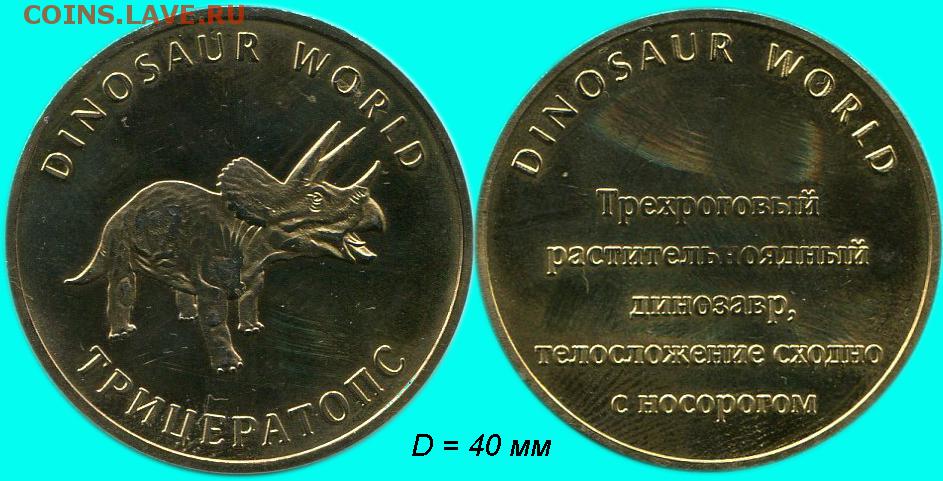 COINS.LAVE.RU
DINOSAUR WORLD
ТРИЦЕРАТОПС
DINOSAUR WORLD
Трехроговый
растительноядный
динозавр,
телосложение сходно
с носорогом
D = 40 мм